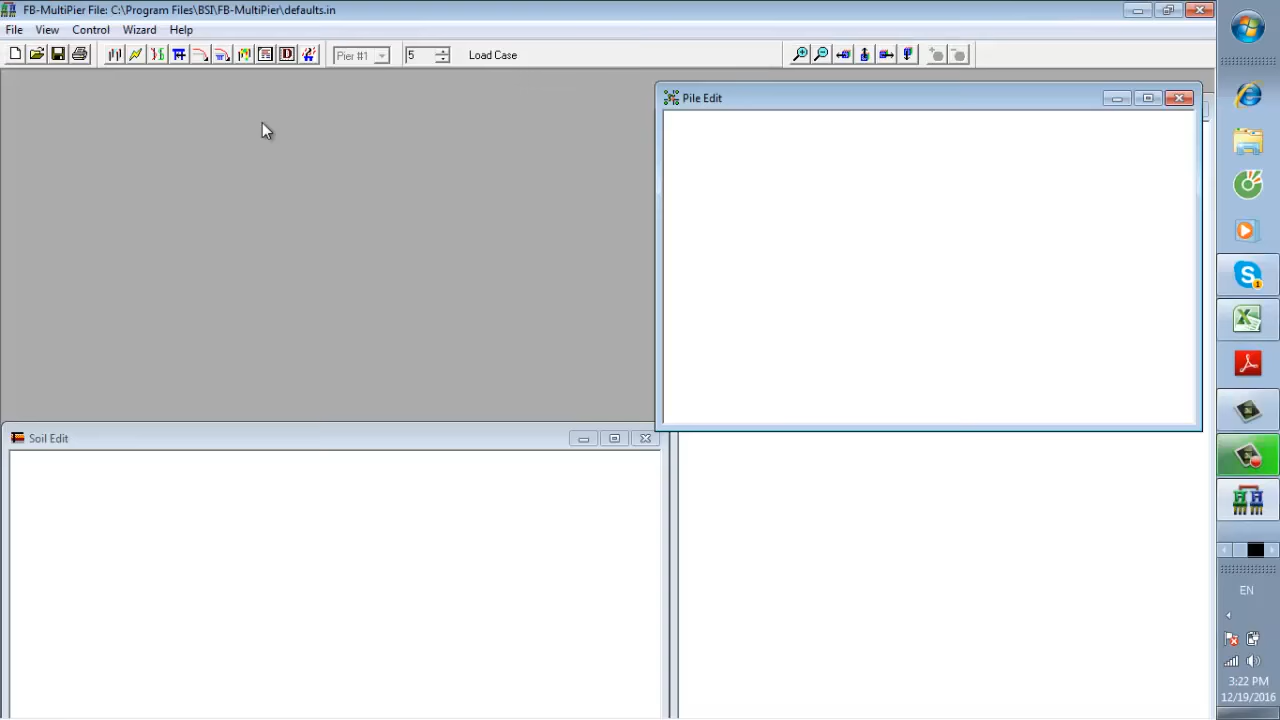 FB-MultiPier File: C:\Program Files\BSI\FB-MultiPier\defaults.in
File View Control Wizard Help
Pier #1 5 Load Case
Pile Edit
Soil Edit
EN
3:22 PM
12/19/2016